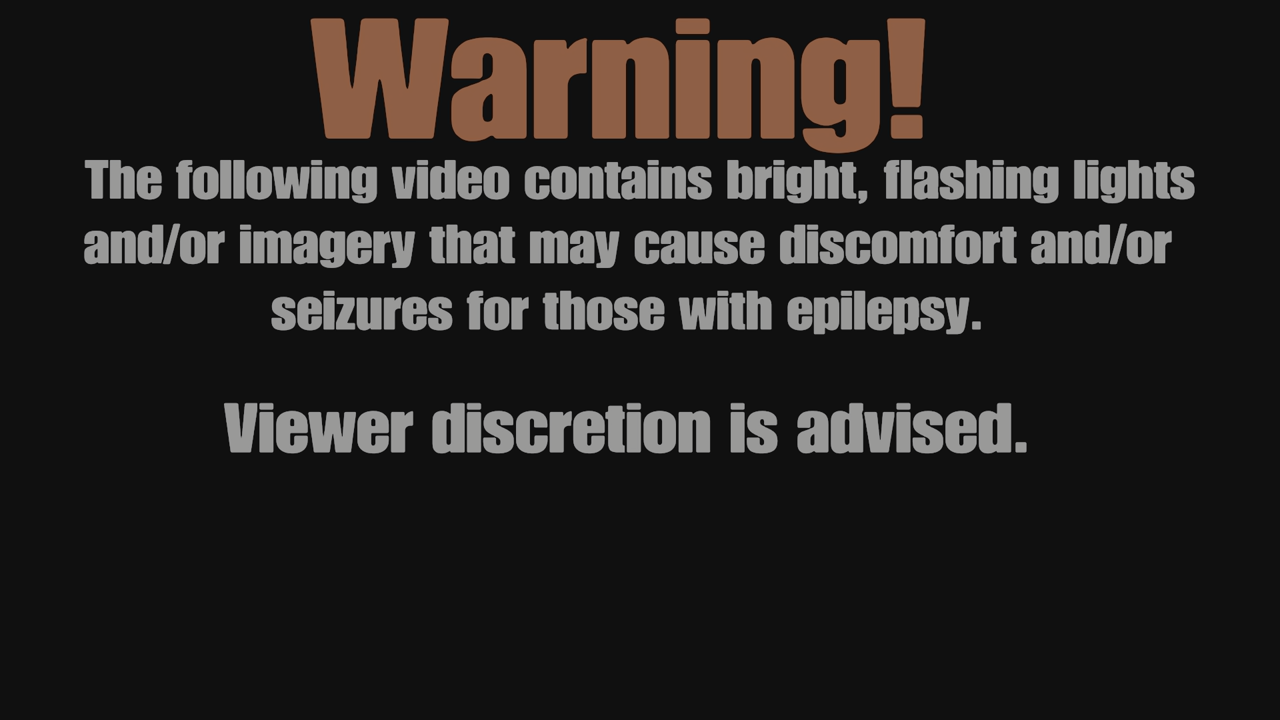 Warning!
The following video contains bright, flashing lights
and/or imagery that may cause discomfort and/or
seizures for those with epilepsy.
Viewer discretion is advised.